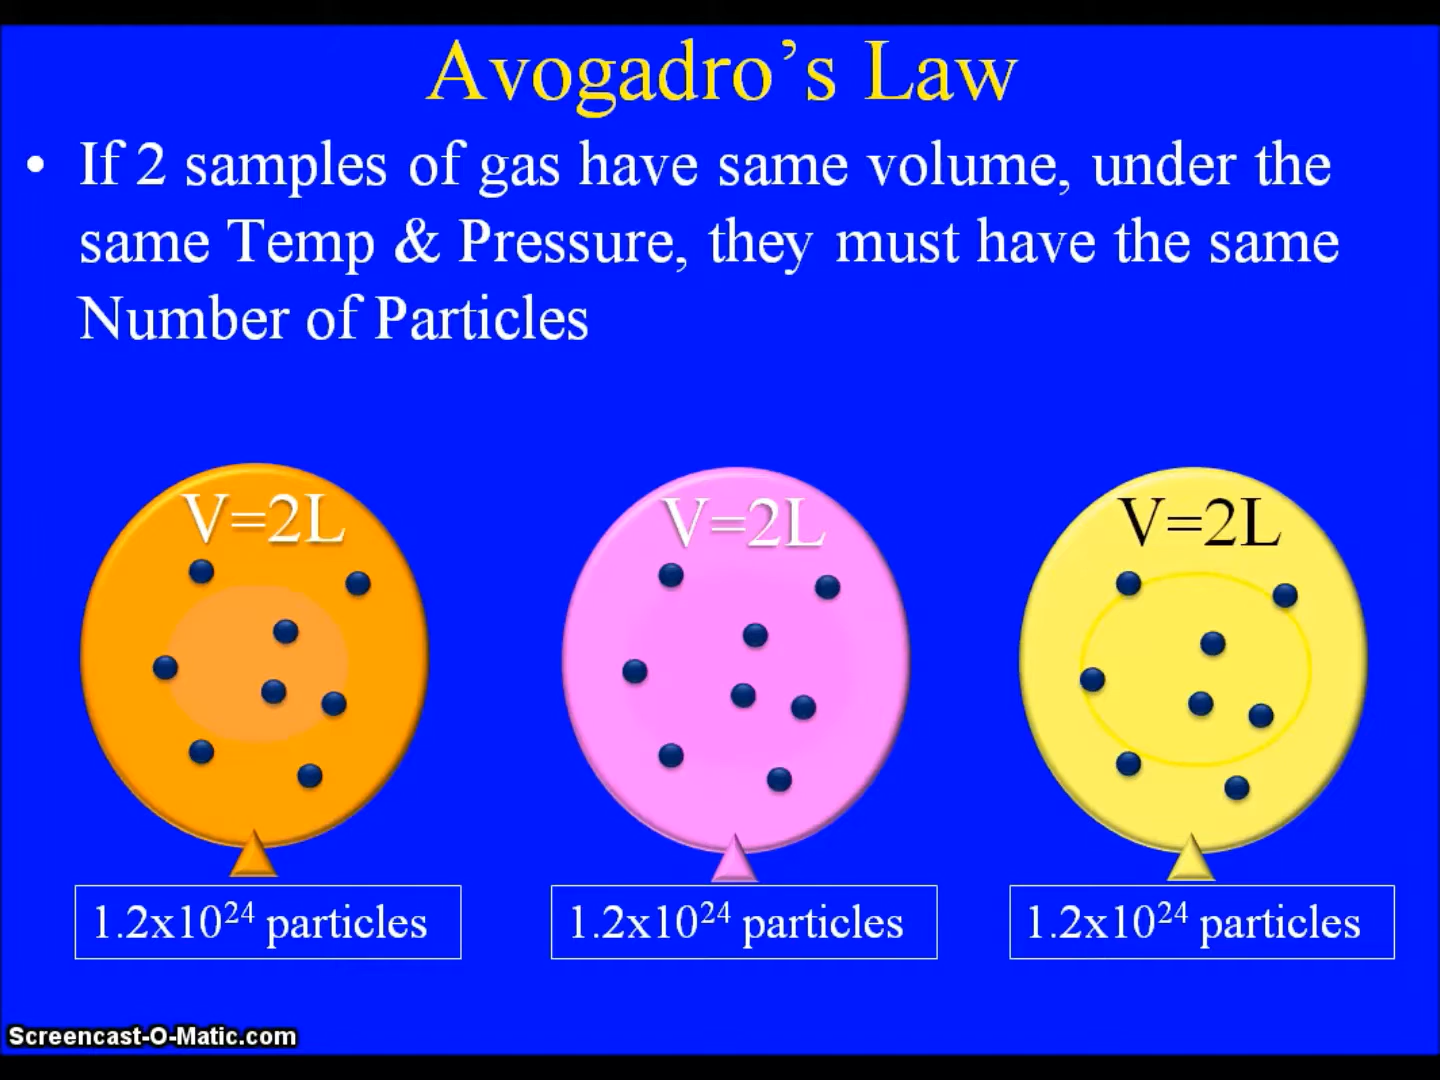 Avogadro’s Law
• If 2 samples of gas have same volume, under the
same Temp & Pressure, they must have the same
Number of Particles
V=2L V=2L V=2L
1.2x10²⁴ particles 1.2x10²⁴ particles 1.2x10²⁴ particles
Screencast-O-Matic.com